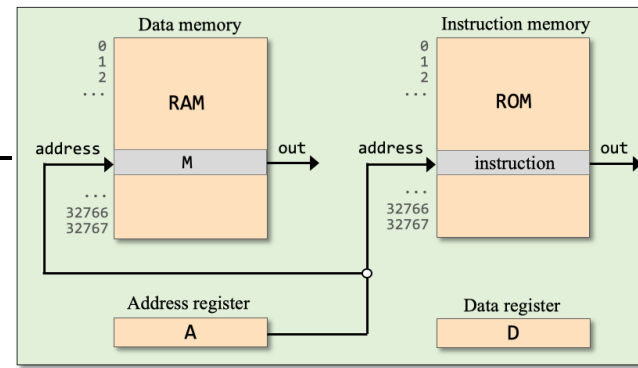 Data memory
0
1
2
...
RAM
address
M
out
...
32766
32767
Instruction memory
0
1
2
...
ROM
address
instruction
out
...
32766
32767
Address register
A
Data register
D